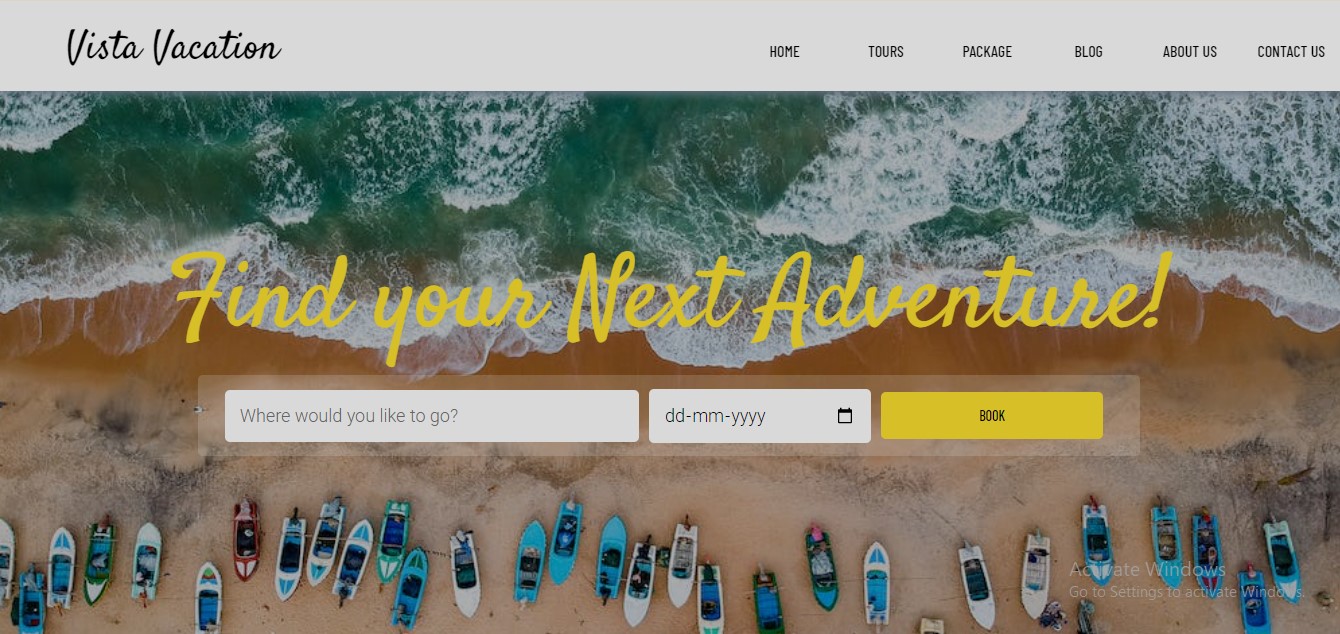 Vista Vacation
HOME TOURS PACKAGE BLOG ABOUT US CONTACT US
Find your Next Adventure!
Where would you like to go? dd-mm-yyyy BOOK
Activate Windows
Go to Settings to activate Windows.